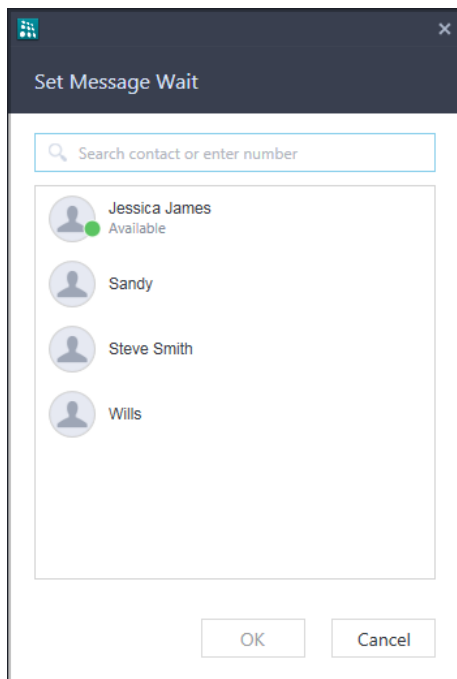 Set Message Wait
Search contact or enter number
Jessica James
Available
Sandy
Steve Smith
Wills
OK
Cancel